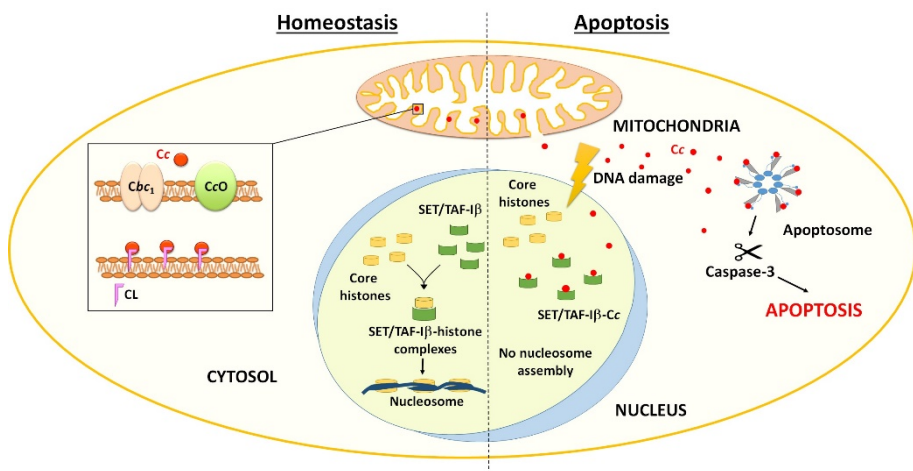 Homeostasis
Apoptosis
MITOCHONDRIA
Cc
Cbc1
CcO
CL
Cc
DNA damage
Apoptosome
Caspase-3
APOPTOSIS
SET/TAF-Iβ
Core
histones
SET/TAF-Iβ-histone
complexes
Nucleosome
Core
histones
SET/TAF-Iβ-Cc
No nucleosome
assembly
CYTOSOL
NUCLEUS